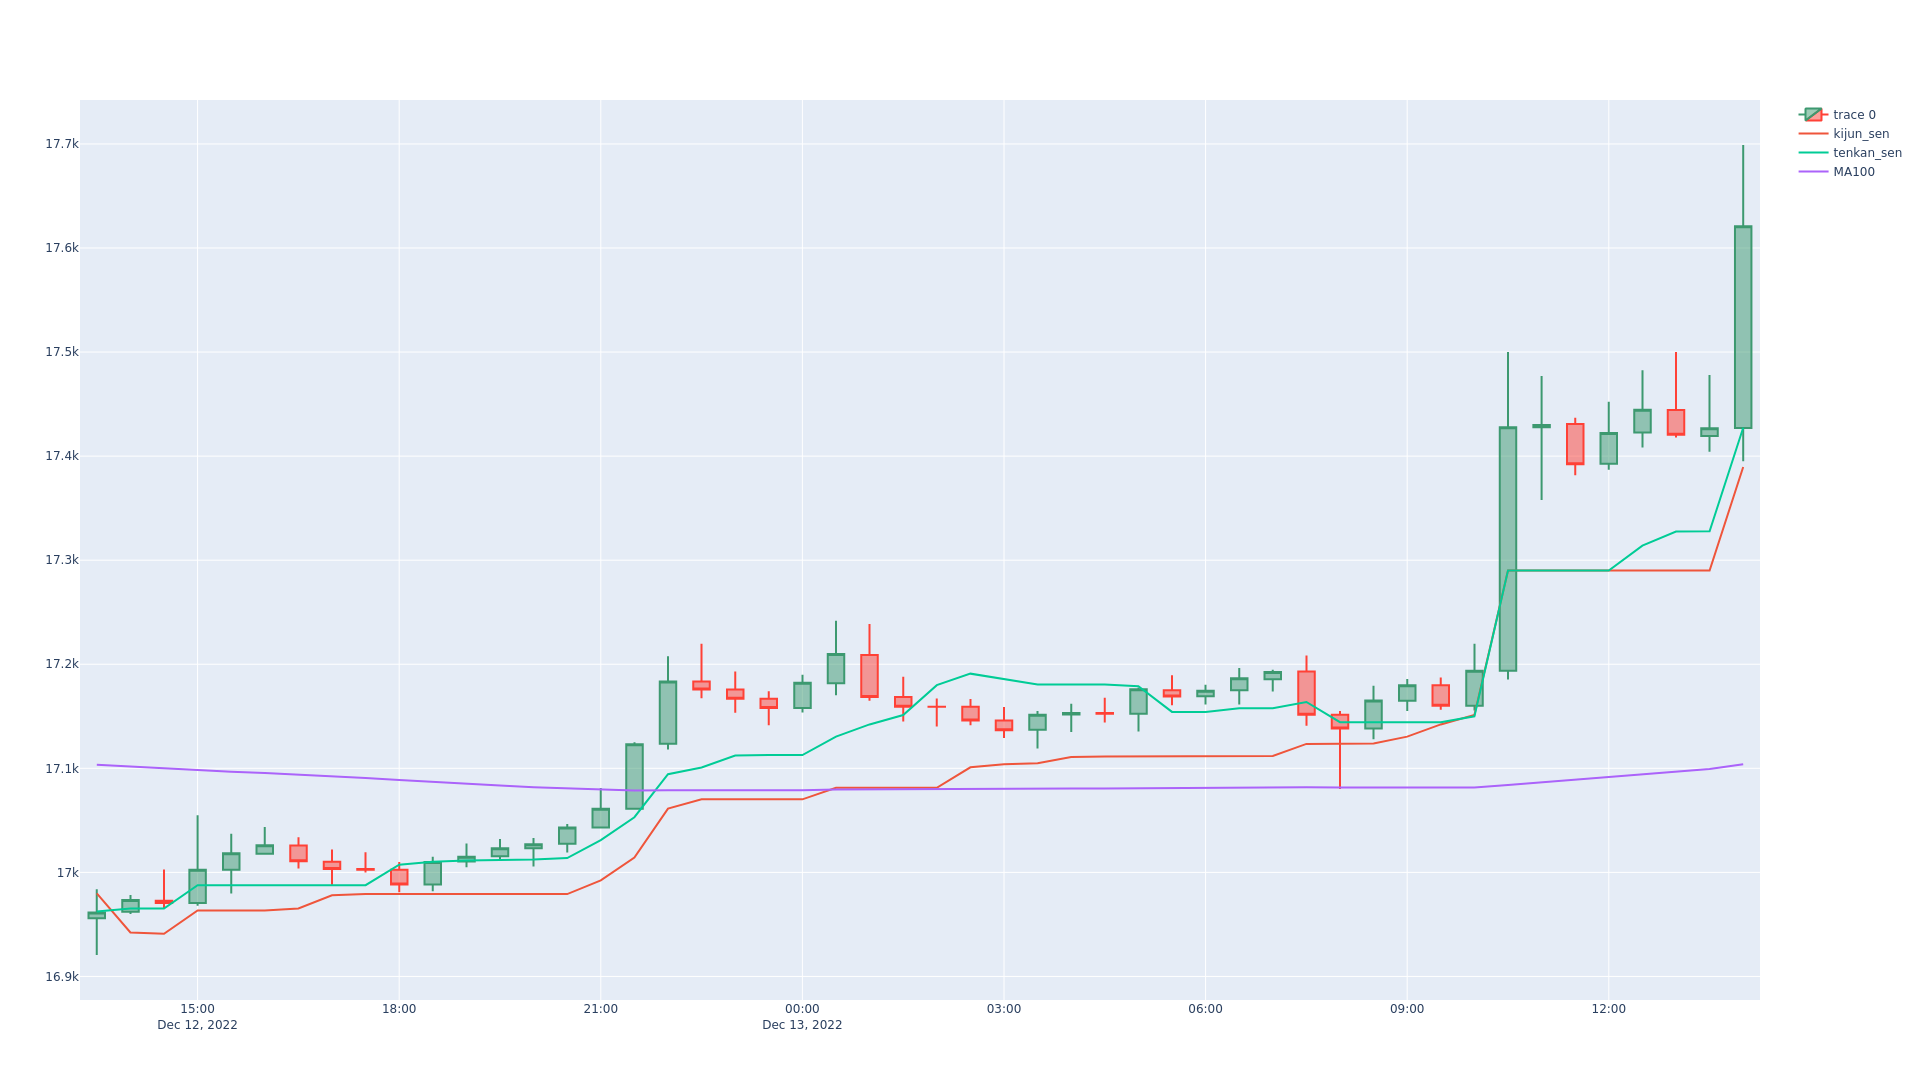 17.7k
17.6k
17.5k
17.4k
17.3k
17.2k
17.1k
17k
16.9k
15:00
Dec 12, 2022
18:00
21:00
00:00
Dec 13, 2022
03:00
06:00
09:00
12:00
trace 0
kijun_sen
tenkan_sen
MA100